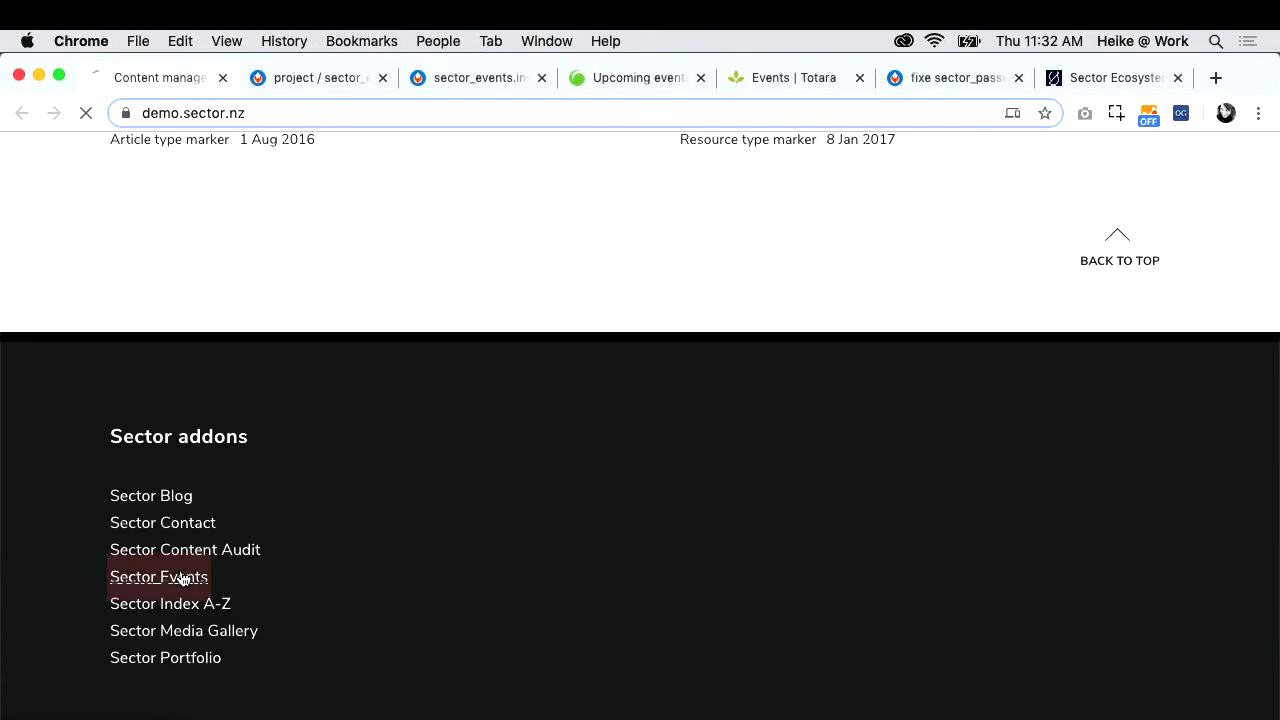 Chrome File Edit View History Bookmarks People Tab Window Help Thu 11:32 AM Heike @ Work
Content manage project / sector_e sector_events.in Upcoming event Events | Totara fixe sector_pass Sector Ecosyste
demo.sector.nz OFF OG
Article type marker 1 Aug 2016 Resource type marker 8 Jan 2017
BACK TO TOP
Sector addons
Sector Blog
Sector Contact
Sector Content Audit
Sector Events
Sector Index A-Z
Sector Media Gallery
Sector Portfolio